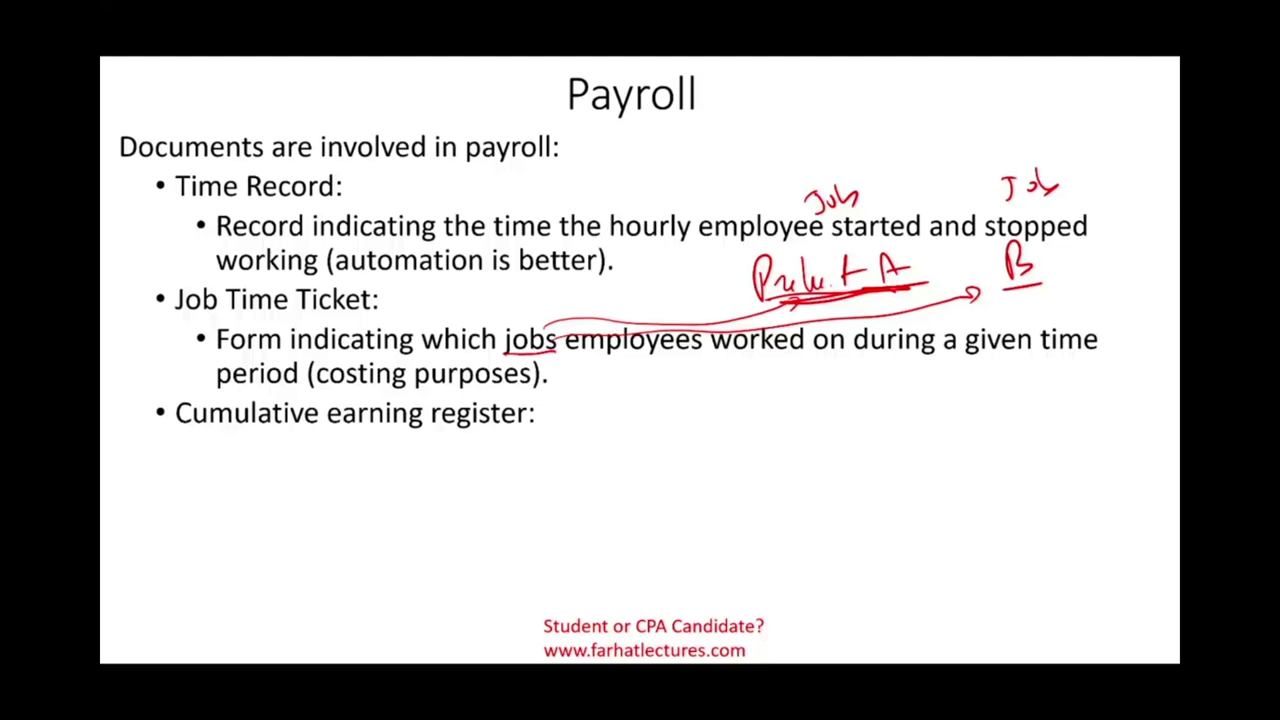 Payroll
Documents are involved in payroll:
• Time Record:
Job
Job
• Record indicating the time the hourly employee started and stopped
working (automation is better).
Product A
B
• Job Time Ticket:
• Form indicating which jobs employees worked on during a given time
period (costing purposes).
• Cumulative earning register:
Student or CPA Candidate?
www.farhatlectures.com